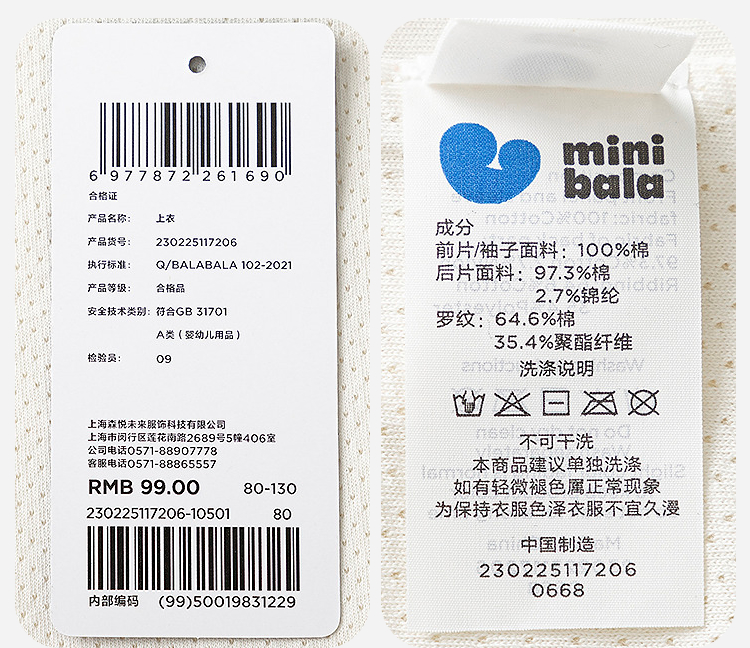 6 977872 261690
合格证
产品名称: 上衣
产品货号: 230225117206
执行标准: Q/BALABALA 102-2021
产品等级: 合格品
安全技术类别: 符合GB 31701
A类（婴幼儿用品）
检验员: 09
上海森悦未来服饰科技有限公司
上海市闵行区莲花南路2689号5幢406室
公司电话0571-88907778
客服电话0571-88865557
RMB 99.00 80-130
230225117206-10501 80
内部编码 (99)50019831229
mini
bala
成分
前片/袖子面料: 100%棉
后片面料: 97.3%棉
2.7%锦纶
罗纹: 64.6%棉
35.4%聚酯纤维
洗涤说明
不可干洗
本商品建议单独洗涤
如有轻微褪色属正常现象
为保持衣服色泽衣服不宜久漫
中国制造
230225117206
0668